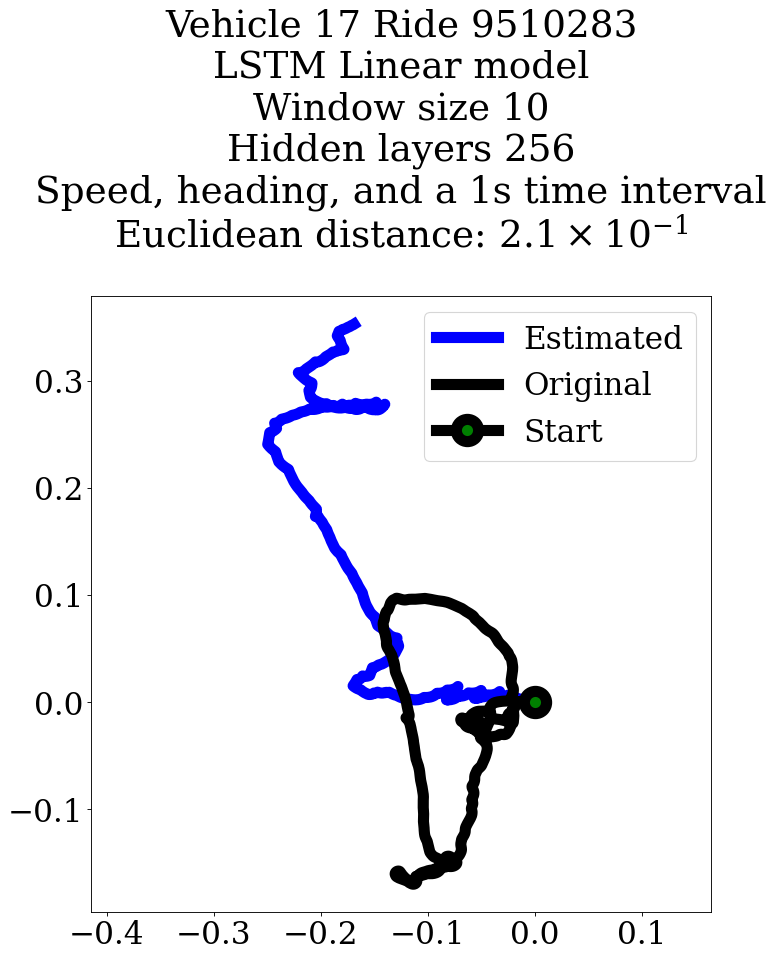 Vehicle 17 Ride 9510283
LSTM Linear model
Window size 10
Hidden layers 256
Speed, heading, and a 1s time interval
Euclidean distance: 2.1 × 10⁻¹
Estimated
Original
Start
0.3
0.2
0.1
0.0
−0.1
−0.4 −0.3 −0.2 −0.1 0.0 0.1